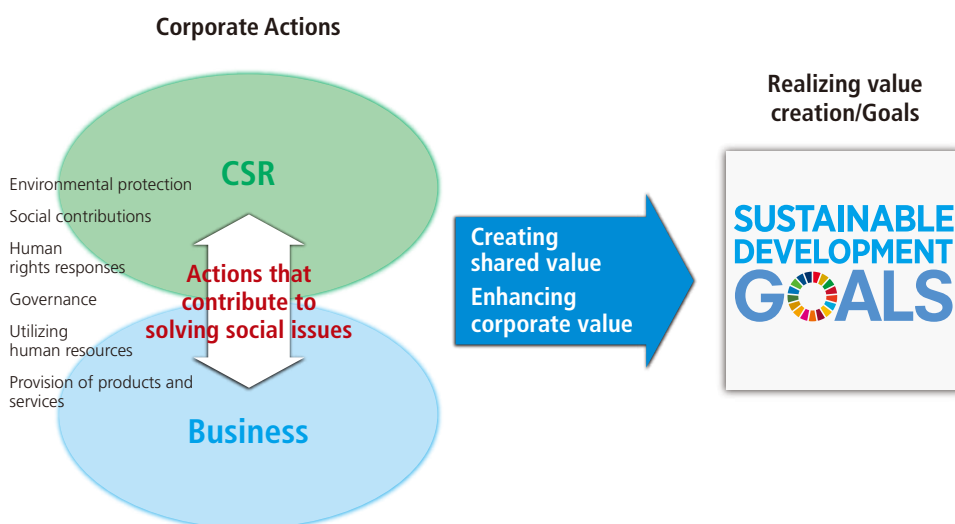 Corporate Actions
CSR
Environmental protection
Social contributions
Human
rights responses
Governance
Utilizing
human resources
Provision of products and
services
Actions that
contribute to
solving social issues
Business
Creating
shared value
Enhancing
corporate value
Realizing value
creation/Goals
SUSTAINABLE
DEVELOPMENT
GOALS